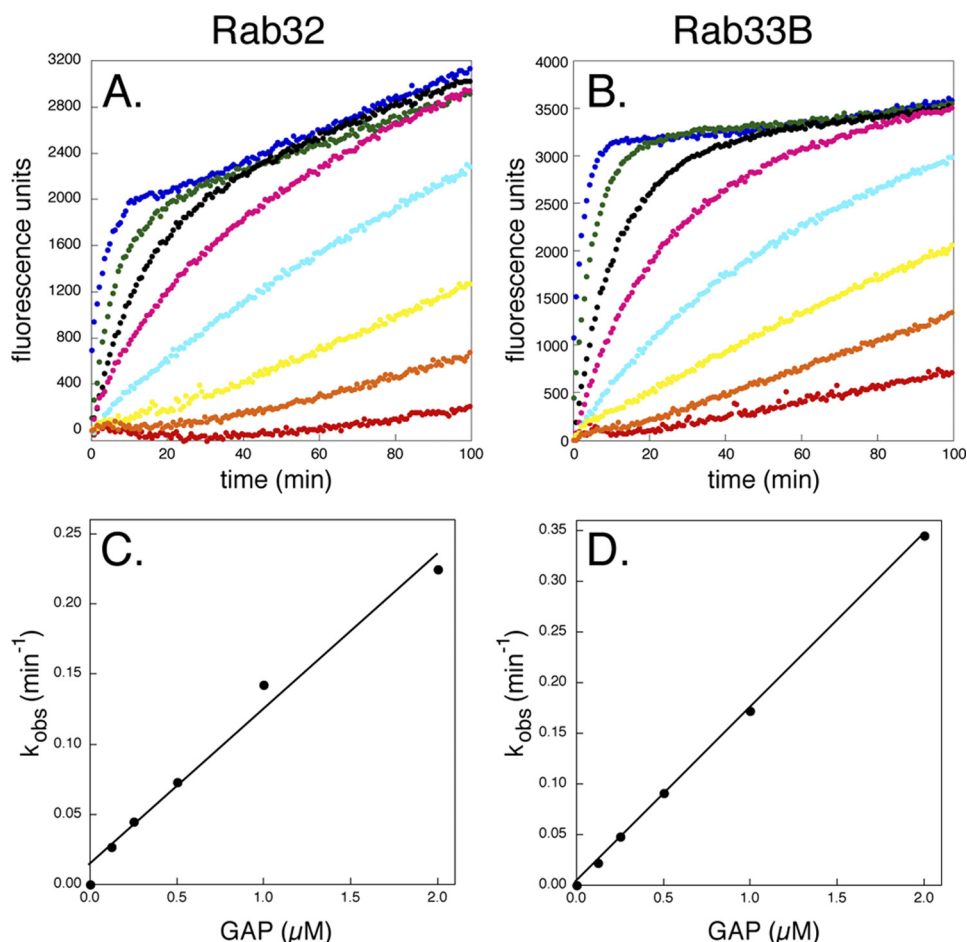 Rab32
Rab33B
A.
fluorescence units
3200
2800
2400
2000
1600
1200
800
400
0
0 20 40 60 80 100
time (min)
B.
fluorescence units
4000
3500
3000
2500
2000
1500
1000
500
0
0 20 40 60 80 100
time (min)
C.
k_obs (min⁻¹)
0.25
0.20
0.15
0.10
0.05
0.00
0.0 0.5 1.0 1.5 2.0
GAP (μM)
D.
k_obs (min⁻¹)
0.35
0.30
0.25
0.20
0.15
0.10
0.05
0.00
0.0 0.5 1.0 1.5 2.0
GAP (μM)